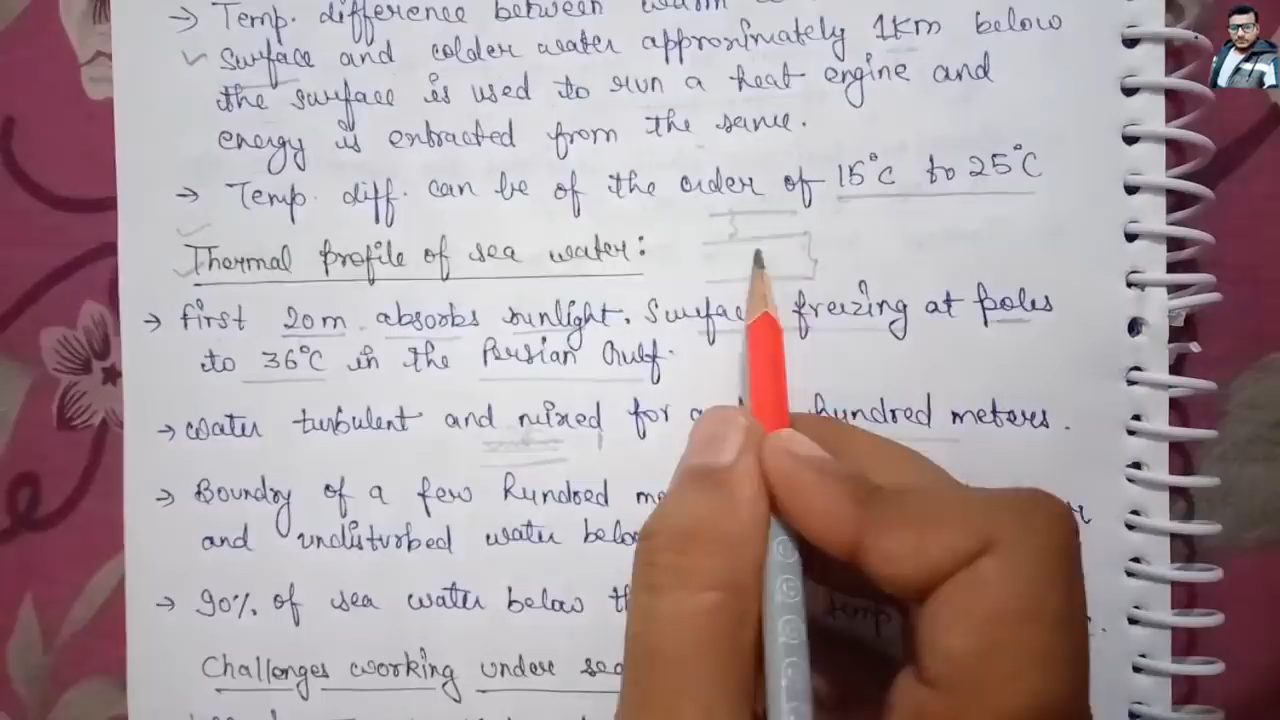 → Temp. difference between warm
surface and colder water approximately 1km below
the surface is used to run a heat engine and
energy is extracted from the same.
→ Temp. diff. can be of the order of 15°C to 25°C
Thermal profile of sea water:
→ first 20m absorbs sunlight. Surface freezing at poles
to 36°C in the Persian Gulf.
→ water turbulent and mixed for a hundred meters.
→ Boundry of a few hundred
and undisturbed water below
→ 90% of sea water below temp
Challenges working under sea